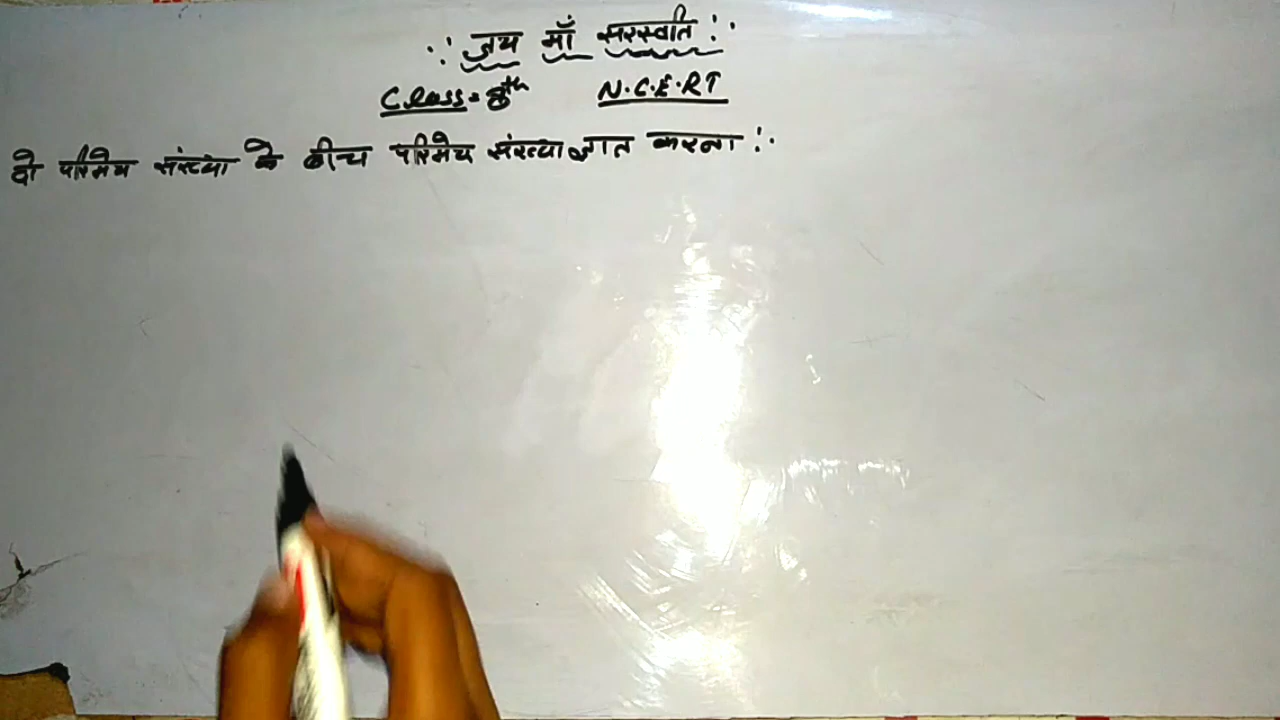 ∴ जय माँ सरस्वति ∴
Class = 8th N.C.E.RT
दो परिमेय संख्या के बीच परिमेय संख्या ज्ञात करना ∴